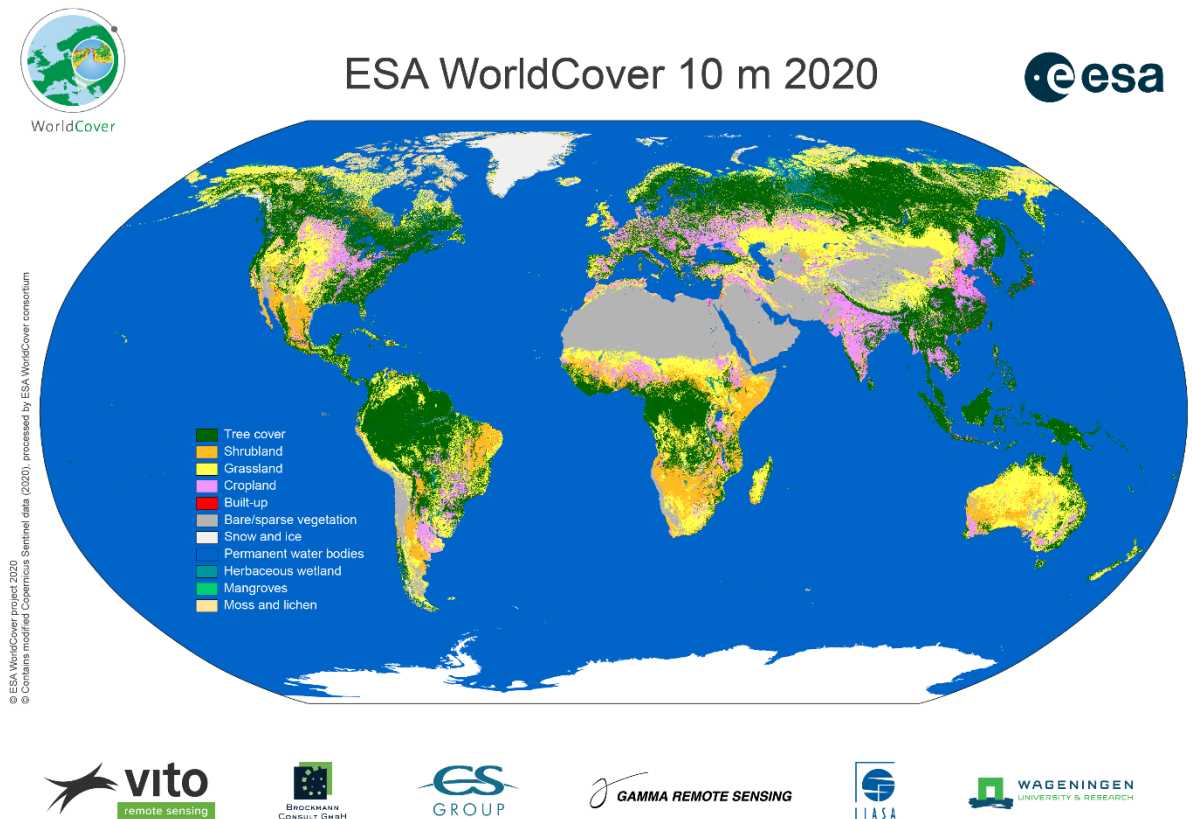 ESA WorldCover 10 m 2020
WorldCover
esa
Tree cover
Shrubland
Grassland
Cropland
Built-up
Bare/sparse vegetation
Snow and ice
Permanent water bodies
Herbaceous wetland
Mangroves
Moss and lichen
© ESA WorldCover project 2020
© Contains modified Copernicus Sentinel data (2020), processed by ESA WorldCover consortium
vito
remote sensing
BROCKMANN
CONSULT GMBH
CS
GROUP
GAMMA REMOTE SENSING
IIASA
WAGENINGEN
UNIVERSITY & RESEARCH